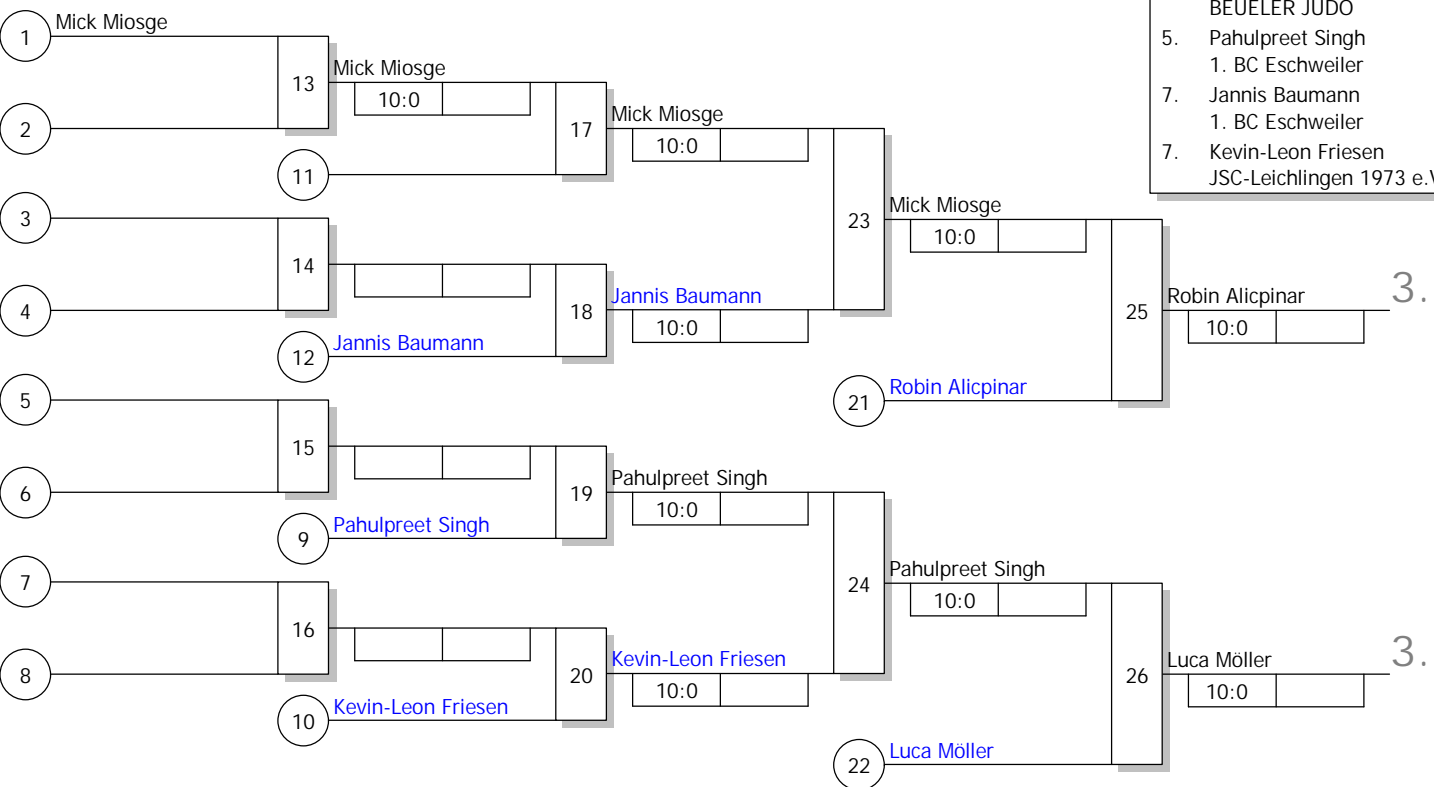 BEUELER JUDO
5. Pahulpreet Singh
1. BC Eschweiler
7. Jannis Baumann
1. BC Eschweiler
7. Kevin-Leon Friesen
JSC-Leichlingen 1973 e.V
1 Mick Miosge
13 Mick Miosge
10:0
2
17 Mick Miosge
10:0
11
3
23 Mick Miosge
10:0
14
4
18 Jannis Baumann
10:0
12 Jannis Baumann
25 Robin Alicpinar 3.
10:0
5
21 Robin Alicpinar
15
6
19 Pahulpreet Singh
10:0
9 Pahulpreet Singh
7
24 Pahulpreet Singh
10:0
16
8
20 Kevin-Leon Friesen
10:0
10 Kevin-Leon Friesen
26 Luca Möller 3.
10:0
22 Luca Möller